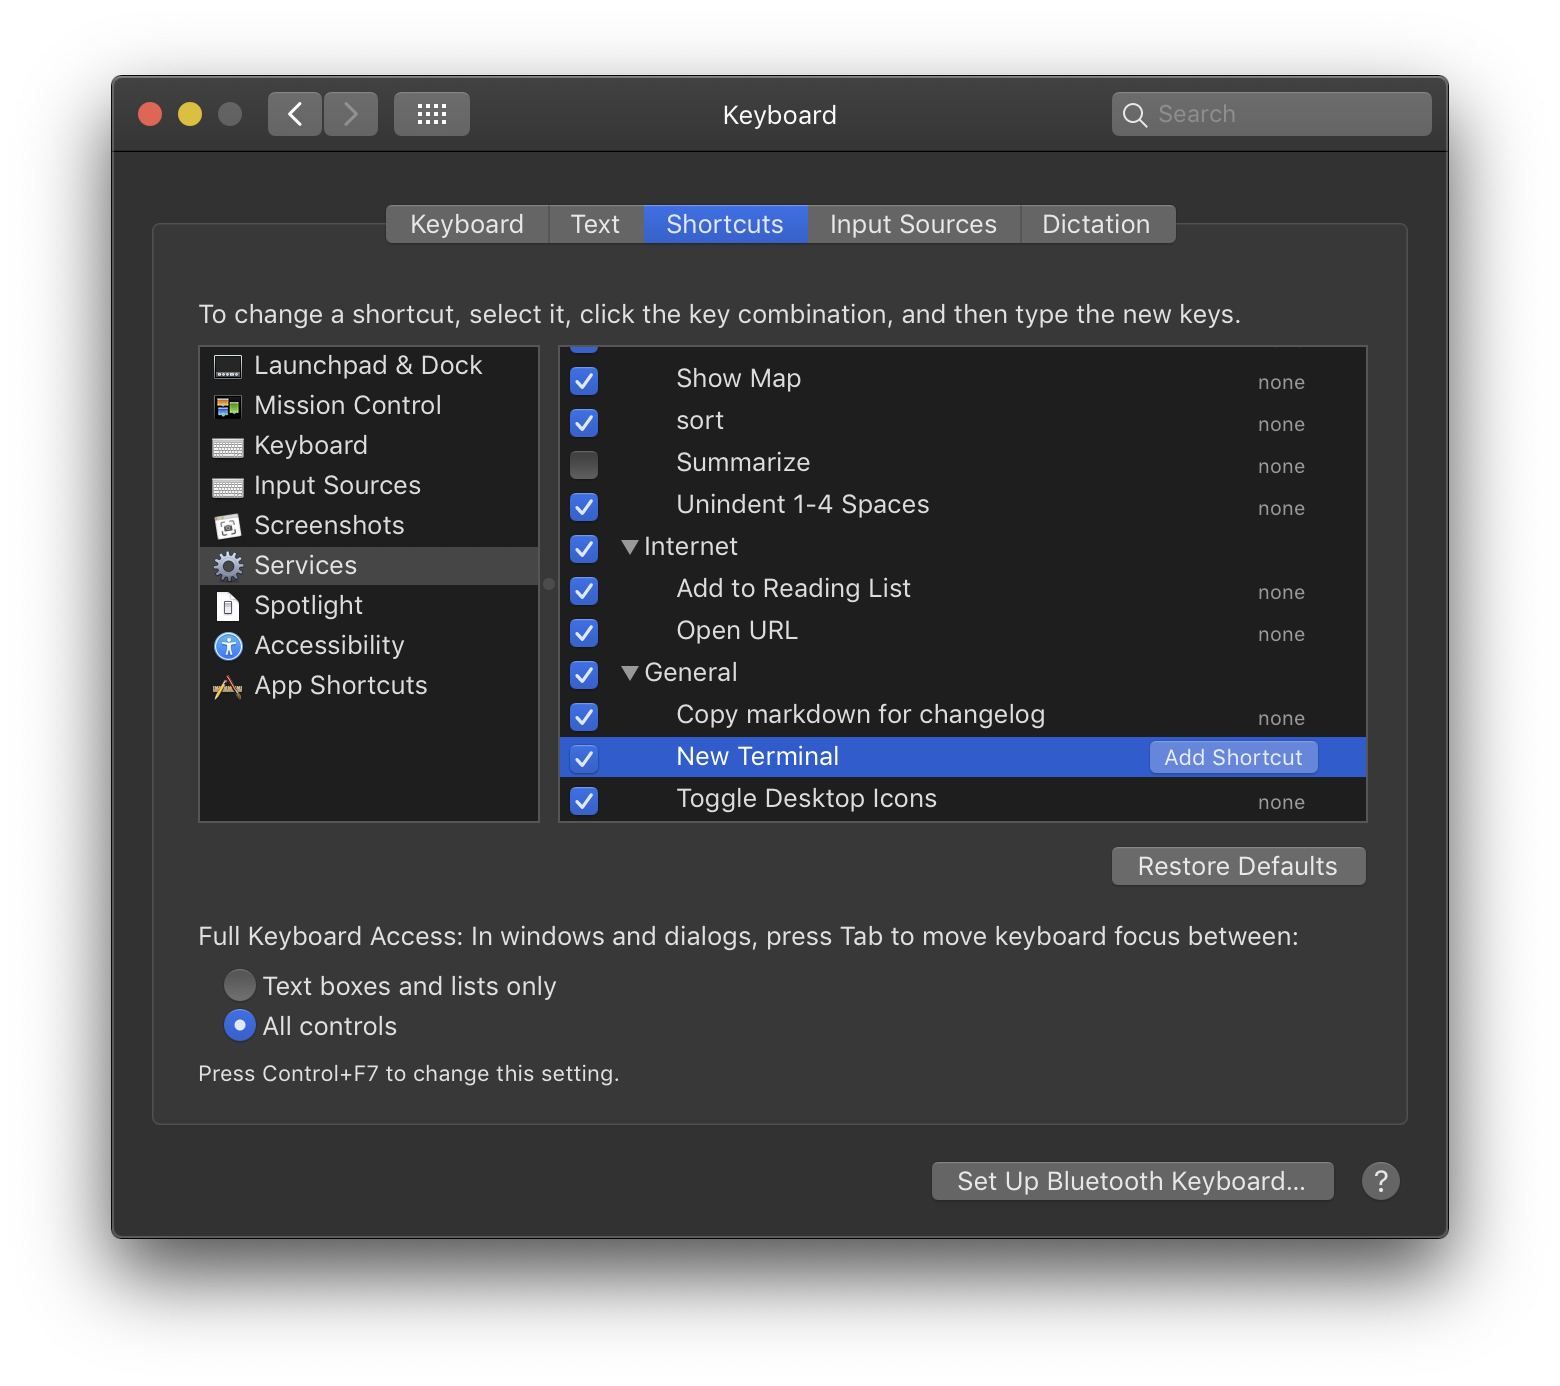 Keyboard
Search
Keyboard
Text
Shortcuts
Input Sources
Dictation
To change a shortcut, select it, click the key combination, and then type the new keys.
Launchpad & Dock
Mission Control
Keyboard
Input Sources
Screenshots
Services
Spotlight
Accessibility
App Shortcuts
Show Map none
sort none
Summarize none
Unindent 1-4 Spaces none
Internet
Add to Reading List none
Open URL none
General
Copy markdown for changelog none
New Terminal Add Shortcut
Toggle Desktop Icons none
Restore Defaults
Full Keyboard Access: In windows and dialogs, press Tab to move keyboard focus between:
Text boxes and lists only
All controls
Press Control+F7 to change this setting.
Set Up Bluetooth Keyboard... ?